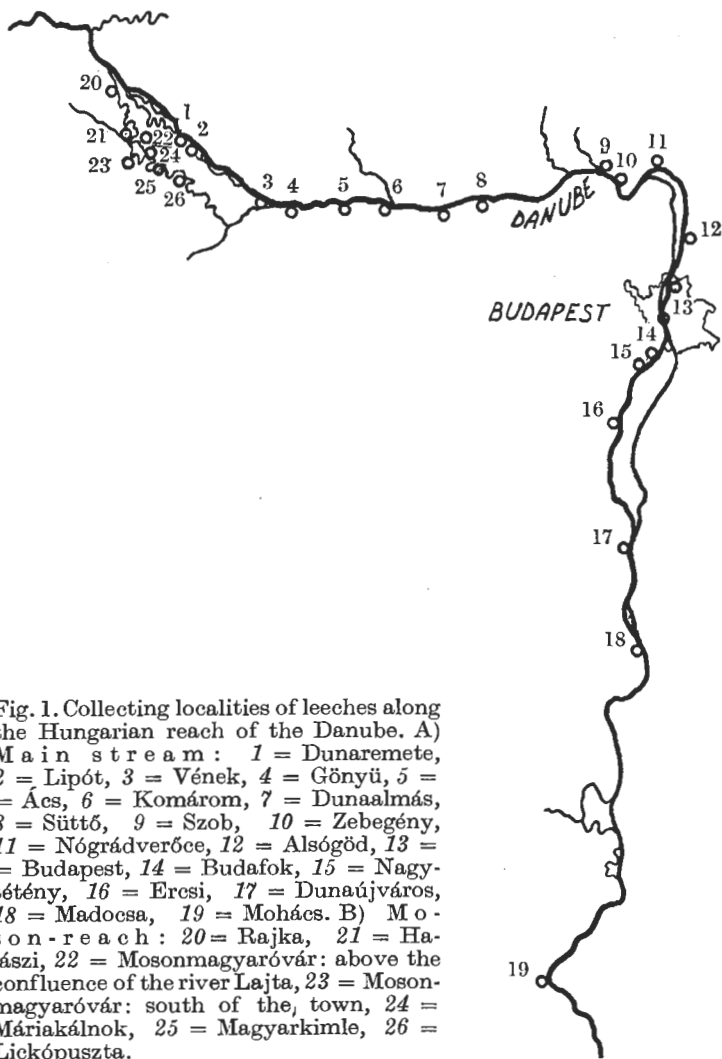 20
1
2
21
22
24
23
25
26
3
4
5
6
7
8
9
10
11
DANUBE
12
13
BUDAPEST
14
15
16
17
18
19
Fig. 1. Collecting localities of leeches along
the Hungarian reach of the Danube. A)
Main stream: 1 = Dunaremete,
2 = Lipót, 3 = Vének, 4 = Gönyü, 5 =
= Ács, 6 = Komárom, 7 = Dunaalmás,
8 = Süttő, 9 = Szob, 10 = Zebegény,
11 = Nógrádverőce, 12 = Alsógöd, 13 =
= Budapest, 14 = Budafok, 15 = Nagy-
étény, 16 = Ercsi, 17 = Dunaújváros,
18 = Madocsa, 19 = Mohács. B) Mo-
on-reach: 20 = Rajka, 21 = Ha-
ászi, 22 = Mosonmagyaróvár: above the
confluence of the river Lajta, 23 = Moson-
magyaróvár: south of the, town, 24 =
Máriakálnok, 25 = Magyarkimle, 26 =
Lickópuszta.